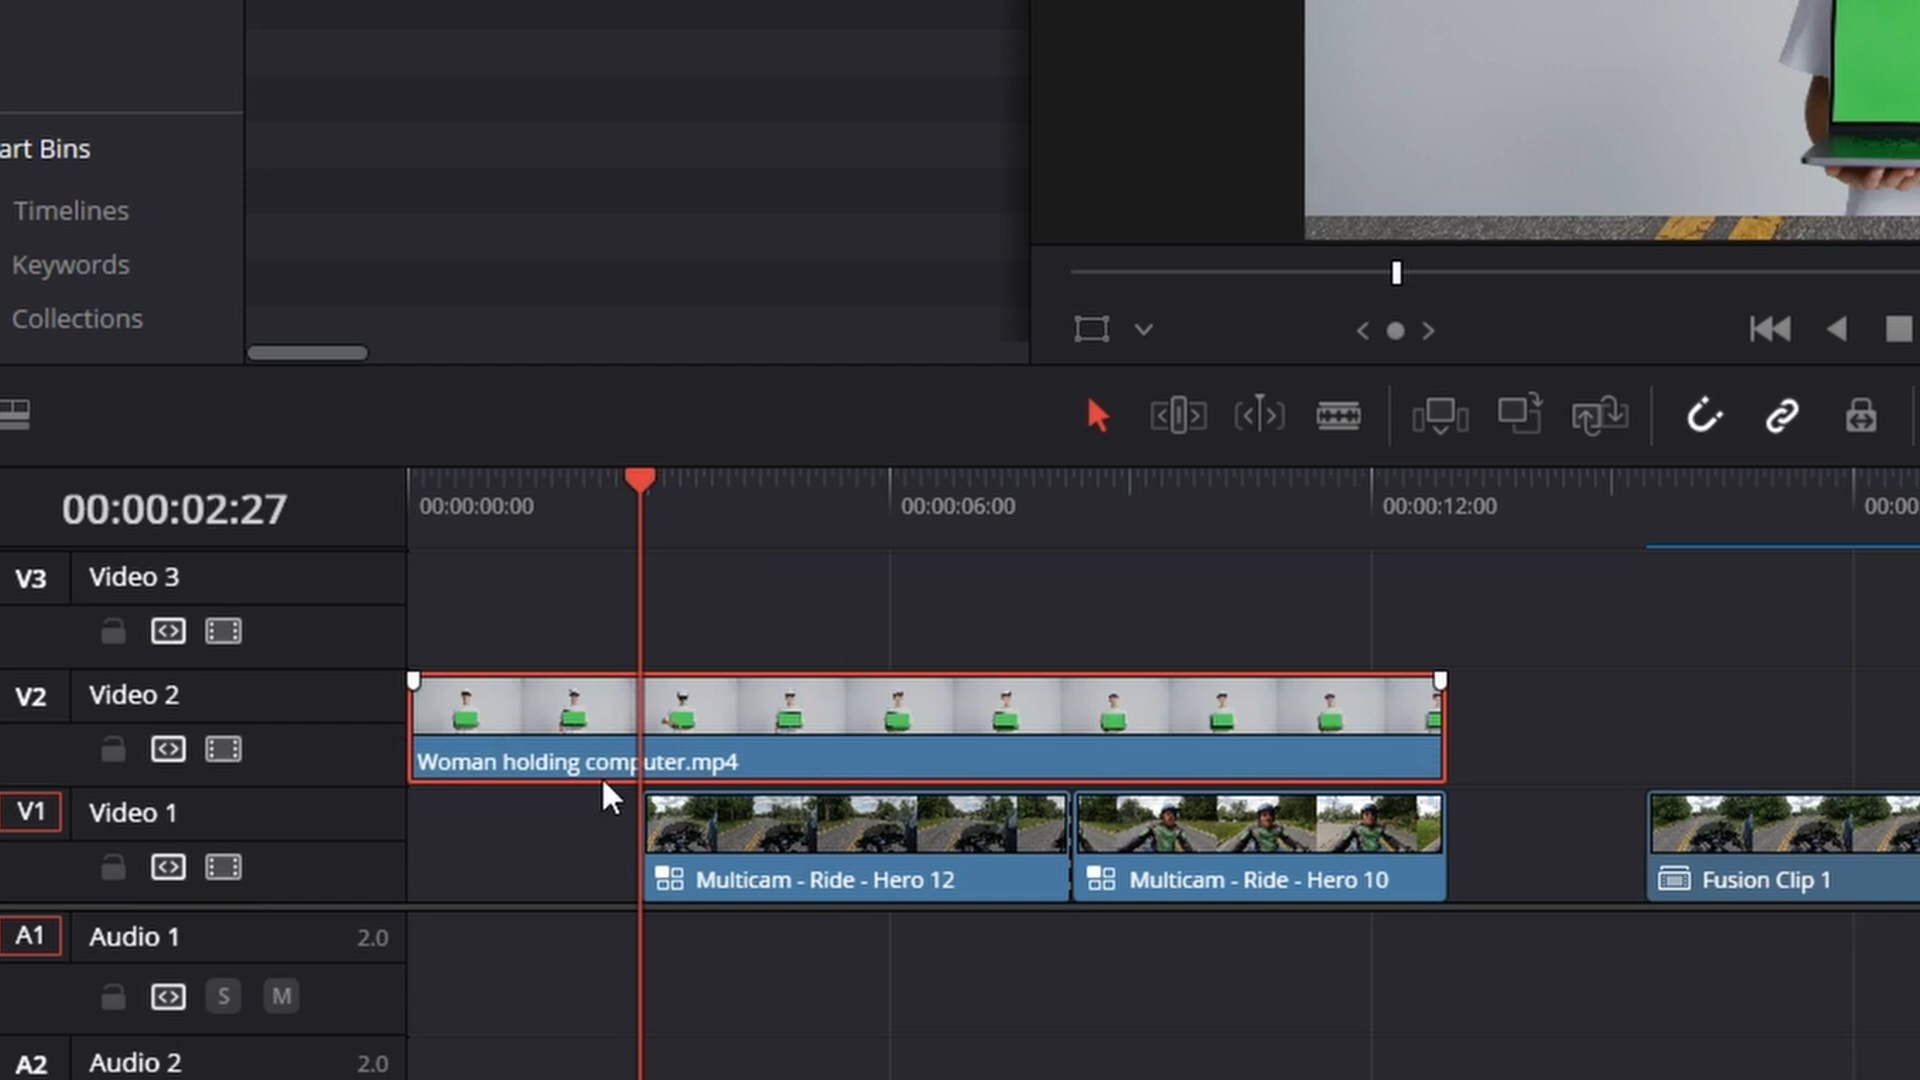 art Bins
Timelines
Keywords
Collections
00:00:02:27
00:00:00:00
00:00:06:00
00:00:12:00
00:00
V3
Video 3
V2
Video 2
Woman holding computer.mp4
V1
Video 1
Multicam - Ride - Hero 12
Multicam - Ride - Hero 10
Fusion Clip 1
A1
Audio 1
2.0
S
M
A2
Audio 2
2.0